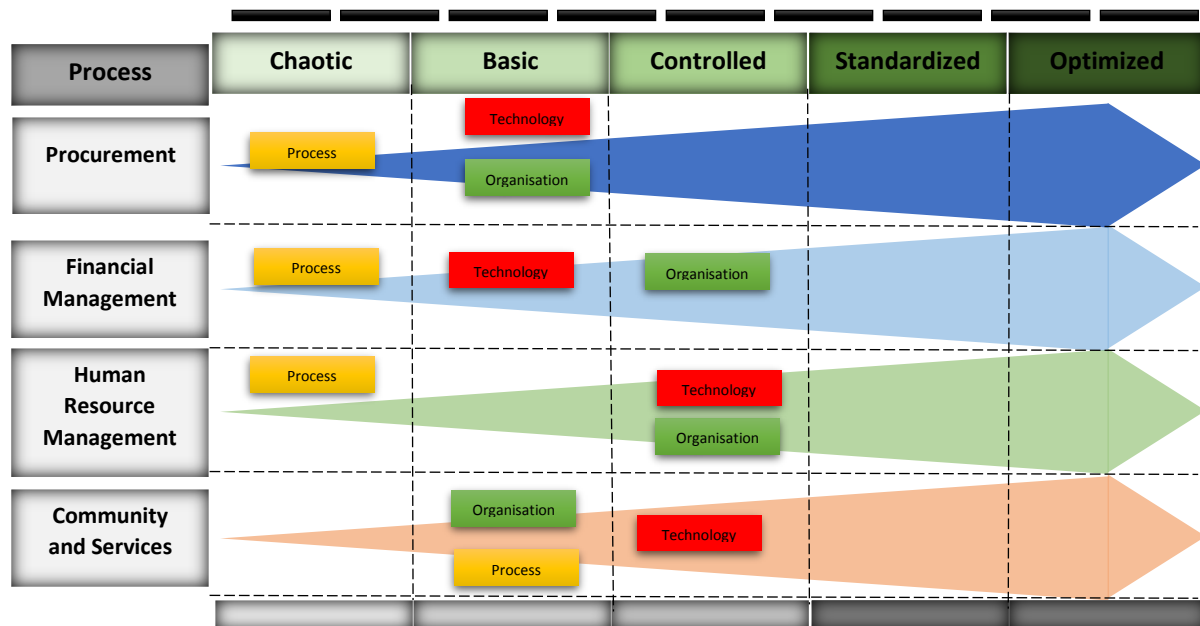 Process
Chaotic
Basic
Controlled
Standardized
Optimized
Procurement
Process
Technology
Organisation
Financial
Management
Process
Technology
Organisation
Human
Resource
Management
Process
Technology
Organisation
Community
and Services
Organisation
Process
Technology